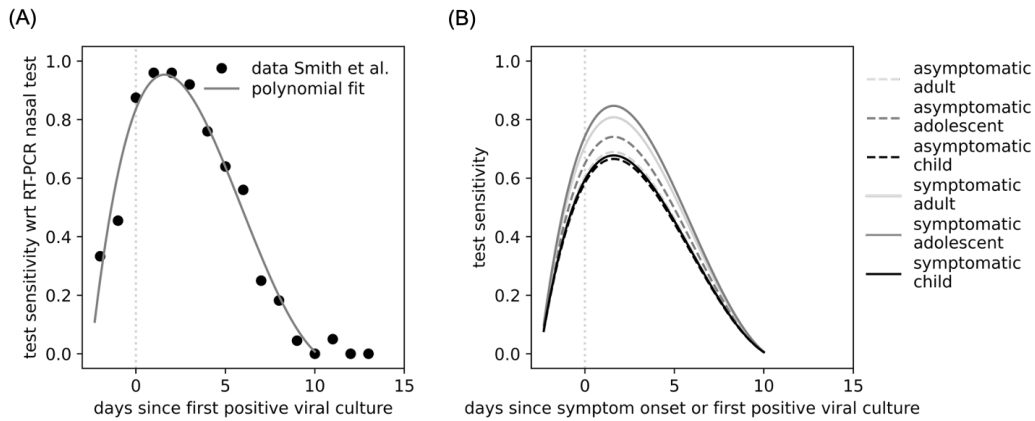 (A)
(B)
1.0
0.8
0.6
0.4
0.2
0.0
test sensitivity wrt RT-PCR nasal test
data Smith et al.
polynomial fit
0
5
10
15
days since first positive viral culture
1.0
0.8
0.6
0.4
0.2
0.0
test sensitivity
0
5
10
15
days since symptom onset or first positive viral culture
asymptomatic
adult
asymptomatic
adolescent
asymptomatic
child
symptomatic
adult
symptomatic
adolescent
symptomatic
child